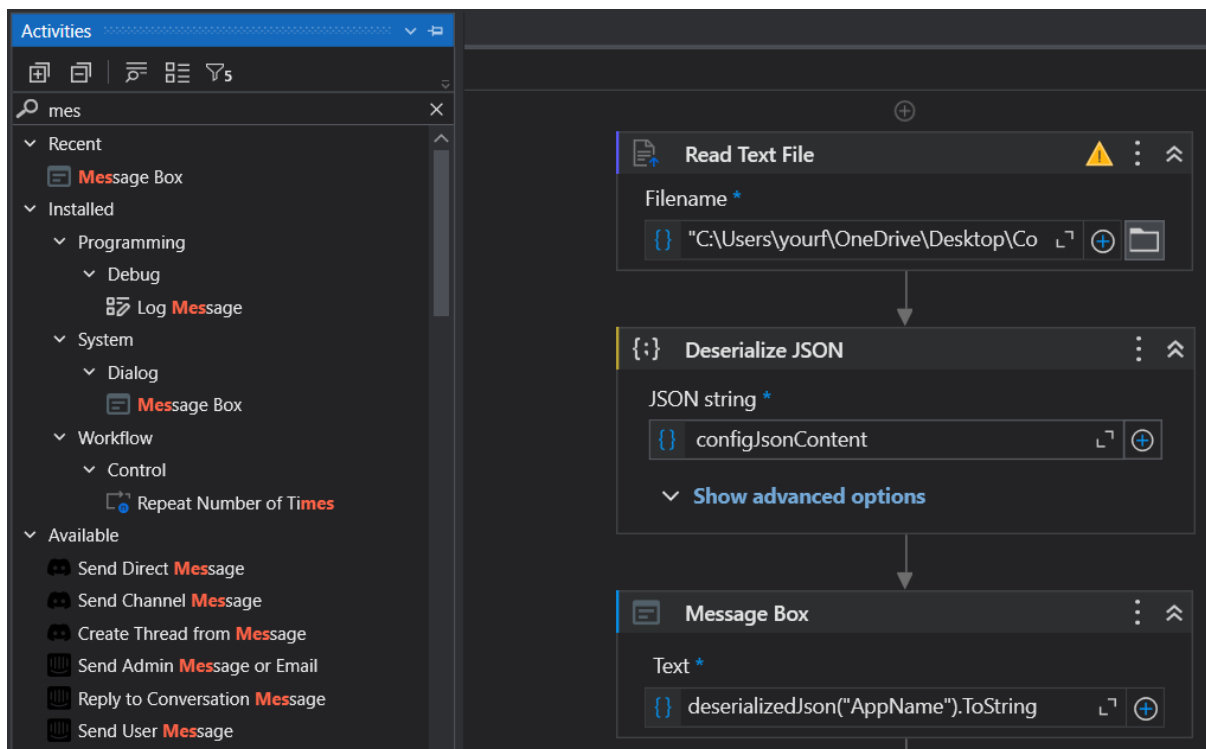 Activities
5
mes
Recent
Message Box
Installed
Programming
Debug
Log Message
System
Dialog
Message Box
Workflow
Control
Repeat Number of Times
Available
Send Direct Message
Send Channel Message
Create Thread from Message
Send Admin Message or Email
Reply to Conversation Message
Send User Message
Read Text File
Filename *
{} "C:\Users\yourf\OneDrive\Desktop\Co
{;} Deserialize JSON
JSON string *
{} configJsonContent
Show advanced options
Message Box
Text *
{} deserializedJson("AppName").ToString